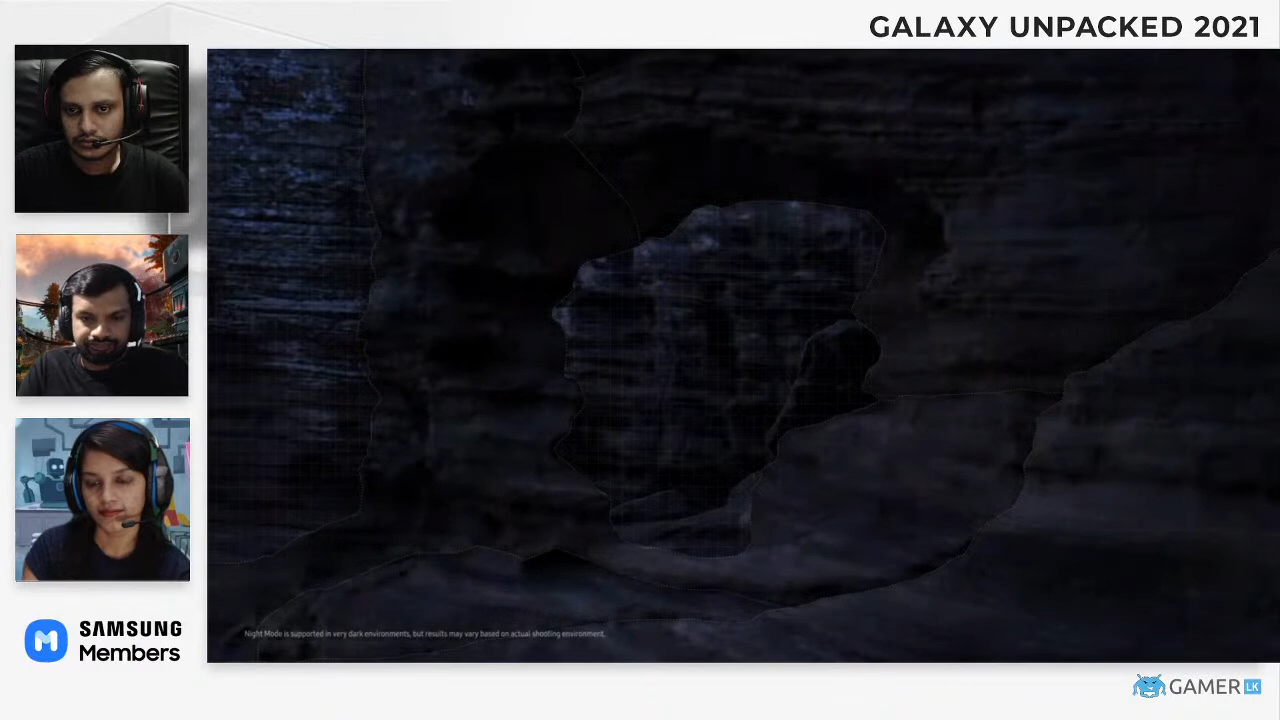 GALAXY UNPACKED 2021
Night Mode is supported in very dark environments, but results may vary based on actual shooting environment.
SAMSUNG
Members
GAMER LK